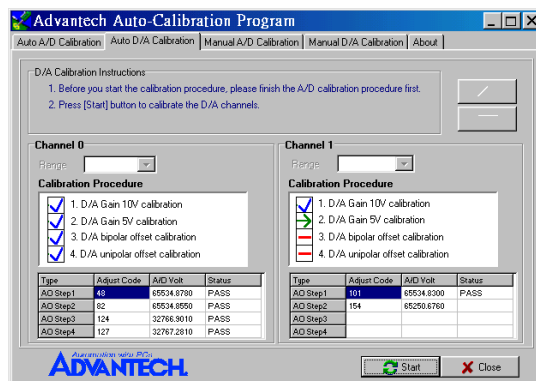 Advantech Auto-Calibration Program
Auto A/D Calibration Auto D/A Calibration Manual A/D Calibration Manual D/A Calibration About
D/A Calibration Instructions
1. Before you start the calibration procedure, please finish the A/D calibration procedure first.
2. Press [Start] button to calibrate the D/A channels.
Channel 0
Range
Calibration Procedure
1. D/A Gain 10V calibration
2. D/A Gain 5V calibration
3. D/A bipolar offset calibration
4. D/A unipolar offset calibration
Type Adjust Code A/D Volt Status
AO Step1 48 65534.8780 PASS
AO Step2 82 65534.8550 PASS
AO Step3 124 32766.9010 PASS
AO Step4 127 32767.2810 PASS
Channel 1
Range
Calibration Procedure
1. D/A Gain 10V calibration
2. D/A Gain 5V calibration
3. D/A bipolar offset calibration
4. D/A unipolar offset calibration
Type Adjust Code A/D Volt Status
AO Step1 101 65534.8300 PASS
AO Step2 154 65250.6760
AO Step3
AO Step4
Automation with PCs
ADVANTECH.
Start
Close